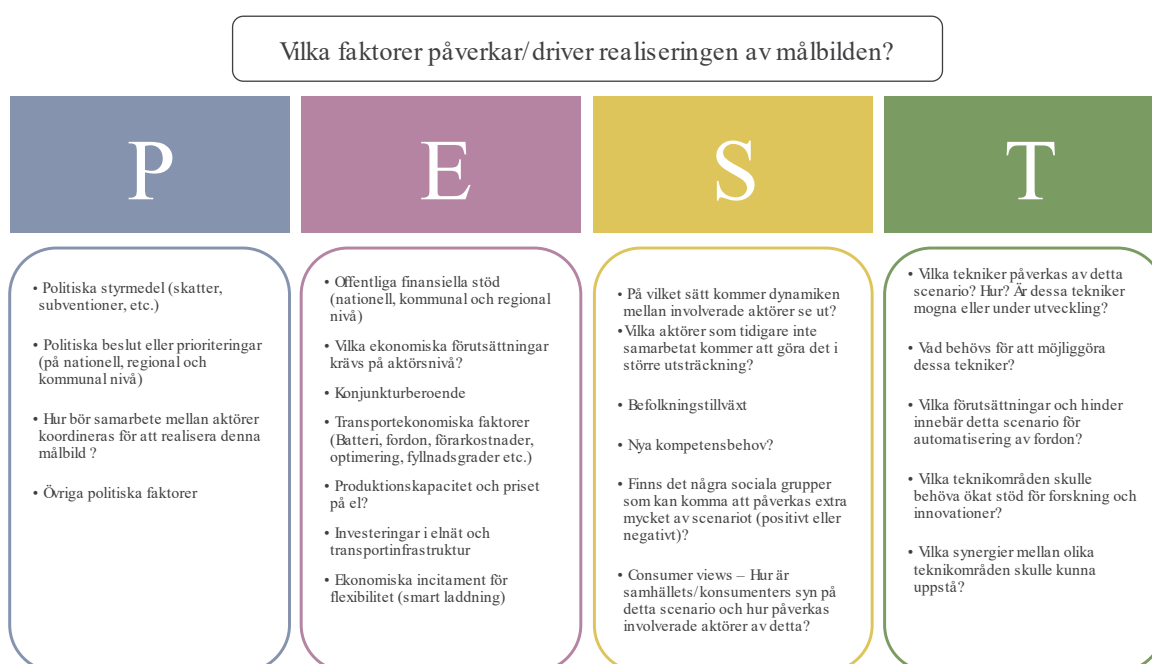 Vilka faktorer påverkar/driver realiseringen av målbilden?
P
E
S
T
• Politiska styrmedel (skatter,
subventioner, etc.)
• Politiska beslut eller prioriteringar
(på nationell, regional och
kommunal nivå)
• Hur bör samarbete mellan aktörer
koordineras för att realisera denna
målbild ?
• Övriga politiska faktorer
• Offentliga finansiella stöd
(nationell, kommunal och regional
nivå)
• Vilka ekonomiska förutsättningar
krävs på aktörsnivå?
• Konjunkturberoende
• Transportekonomiska faktorer
(Batteri, fordon, förarkostnader,
optimering, fyllnadsgrader etc.)
• Produktionskapacitet och priset
på el?
• Investeringar i elnät och
transportinfrastruktur
• Ekonomiska incitament för
flexibilitet (smart laddning)
• På vilket sätt kommer dynamiken
mellan involverade aktörer se ut?
• Vilka aktörer som tidigare inte
samarbetat kommer att göra det i
större utsträckning?
• Befolkningstillväxt
• Nya kompetensbehov?
• Finns det några sociala grupper
som kan komma att påverkas extra
mycket av scenariot (positivt eller
negativt)?
• Consumer views – Hur är
samhällets/konsumenters syn på
detta scenario och hur påverkas
involverade aktörer av detta?
• Vilka tekniker påverkas av detta
scenario? Hur? Är dessa tekniker
mogna eller under utveckling?
• Vad behövs för att möjliggöra
dessa tekniker?
• Vilka förutsättningar och hinder
innebär detta scenario för
automatisering av fordon?
• Vilka teknikområden skulle
behöva ökat stöd för forskning och
innovationer?
• Vilka synergier mellan olika
teknikområden skulle kunna
uppstå?